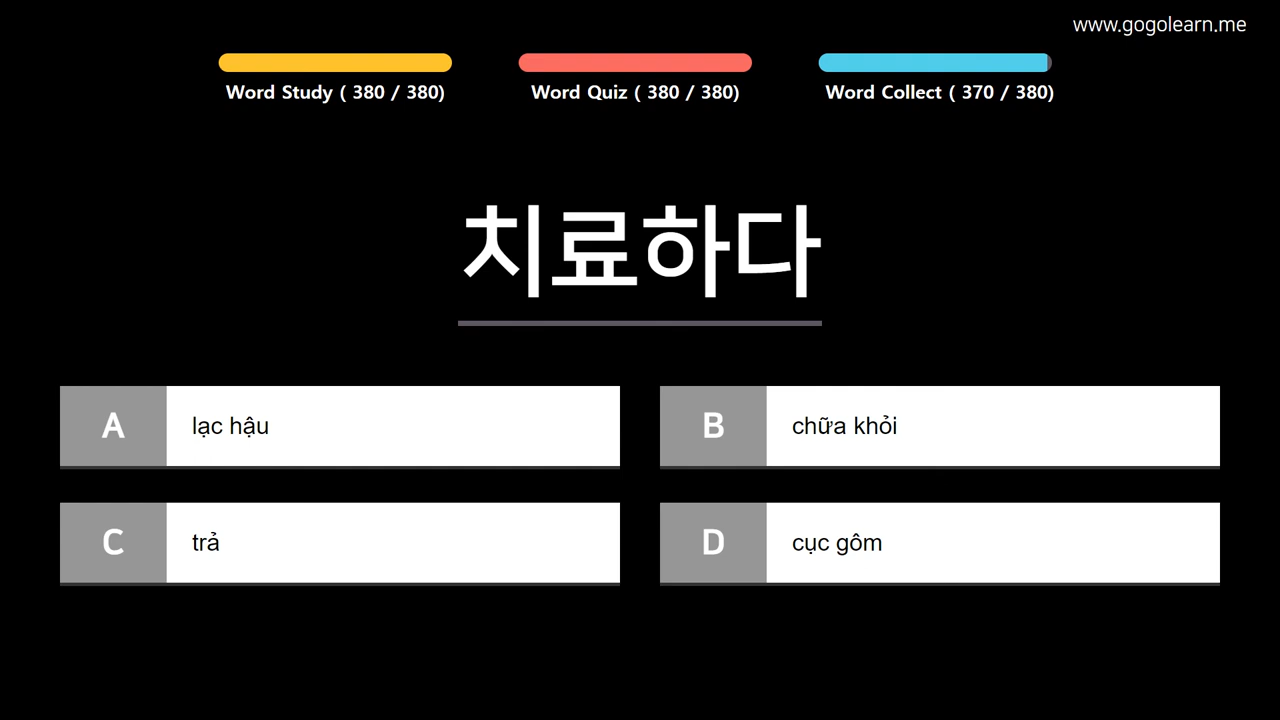 www.gogolearn.me
Word Study ( 380 / 380)
Word Quiz ( 380 / 380)
Word Collect ( 370 / 380)
치료하다
A lạc hậu
B chữa khỏi
C trả
D cục gôm